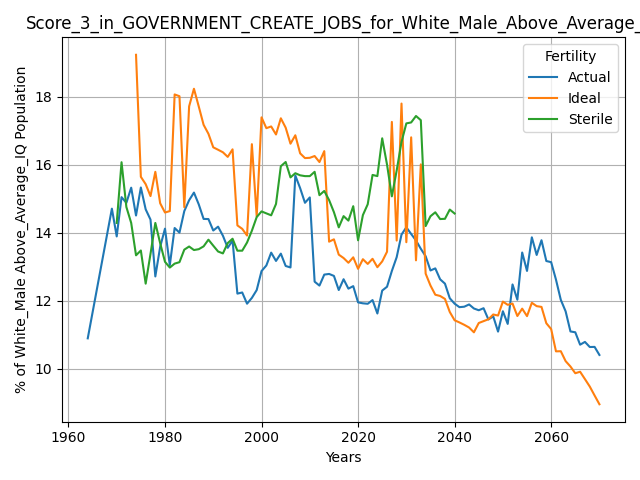 Score_3_in_GOVERNMENT_CREATE_JOBS_for_White_Male_Above_Average_
% of White_Male Above_Average_IQ Population
18
16
14
12
10
Fertility
Actual
Ideal
Sterile
1960 1980 2000 2020 2040 2060
Years